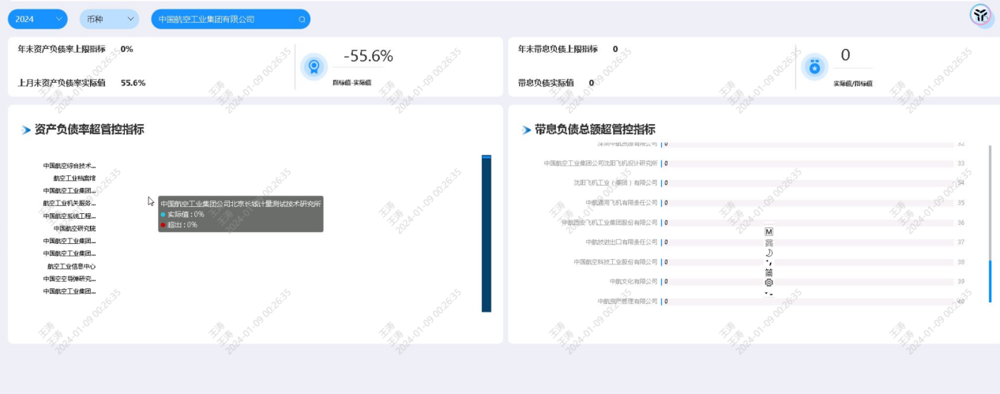 2024
币种
中国航空工业集团有限公司
年末资产负债率上限指标 0%
上月末资产负债率实际值 55.6%
-55.6%
指标值-实际值
年末带息负债上限指标 0
带息负债实际值 0
0
实际值/指标值
资产负债率超管控指标
中国航空综合技术...
航空工业档案馆
中国航空工业集团...
航空工业机关服务...
中国航空系统工程...
中国航空研究院
中国航空工业集团...
中国航空工业集团...
航空工业信息中心
中国空空导弹研究...
中国航空工业集团...
中国航空工业集团公司北京长城计量测试技术研究所
实际值 : 0%
超出 : 0%
带息负债总额超管控指标
0 32
中国航空工业集团公司沈阳飞机设计研究所 0 33
沈阳飞机工业（集团）有限公司 0 34
中航通用飞机有限责任公司 0 35
中航西安飞机工业集团股份有限公司 0 36
中航技进出口有限责任公司 0 37
中国航空科技工业股份有限公司 0 38
中航文化有限公司 0 39
中航资产管理有限公司 0 40
M
简
王涛
王涛
2024-01-09 00:26:35